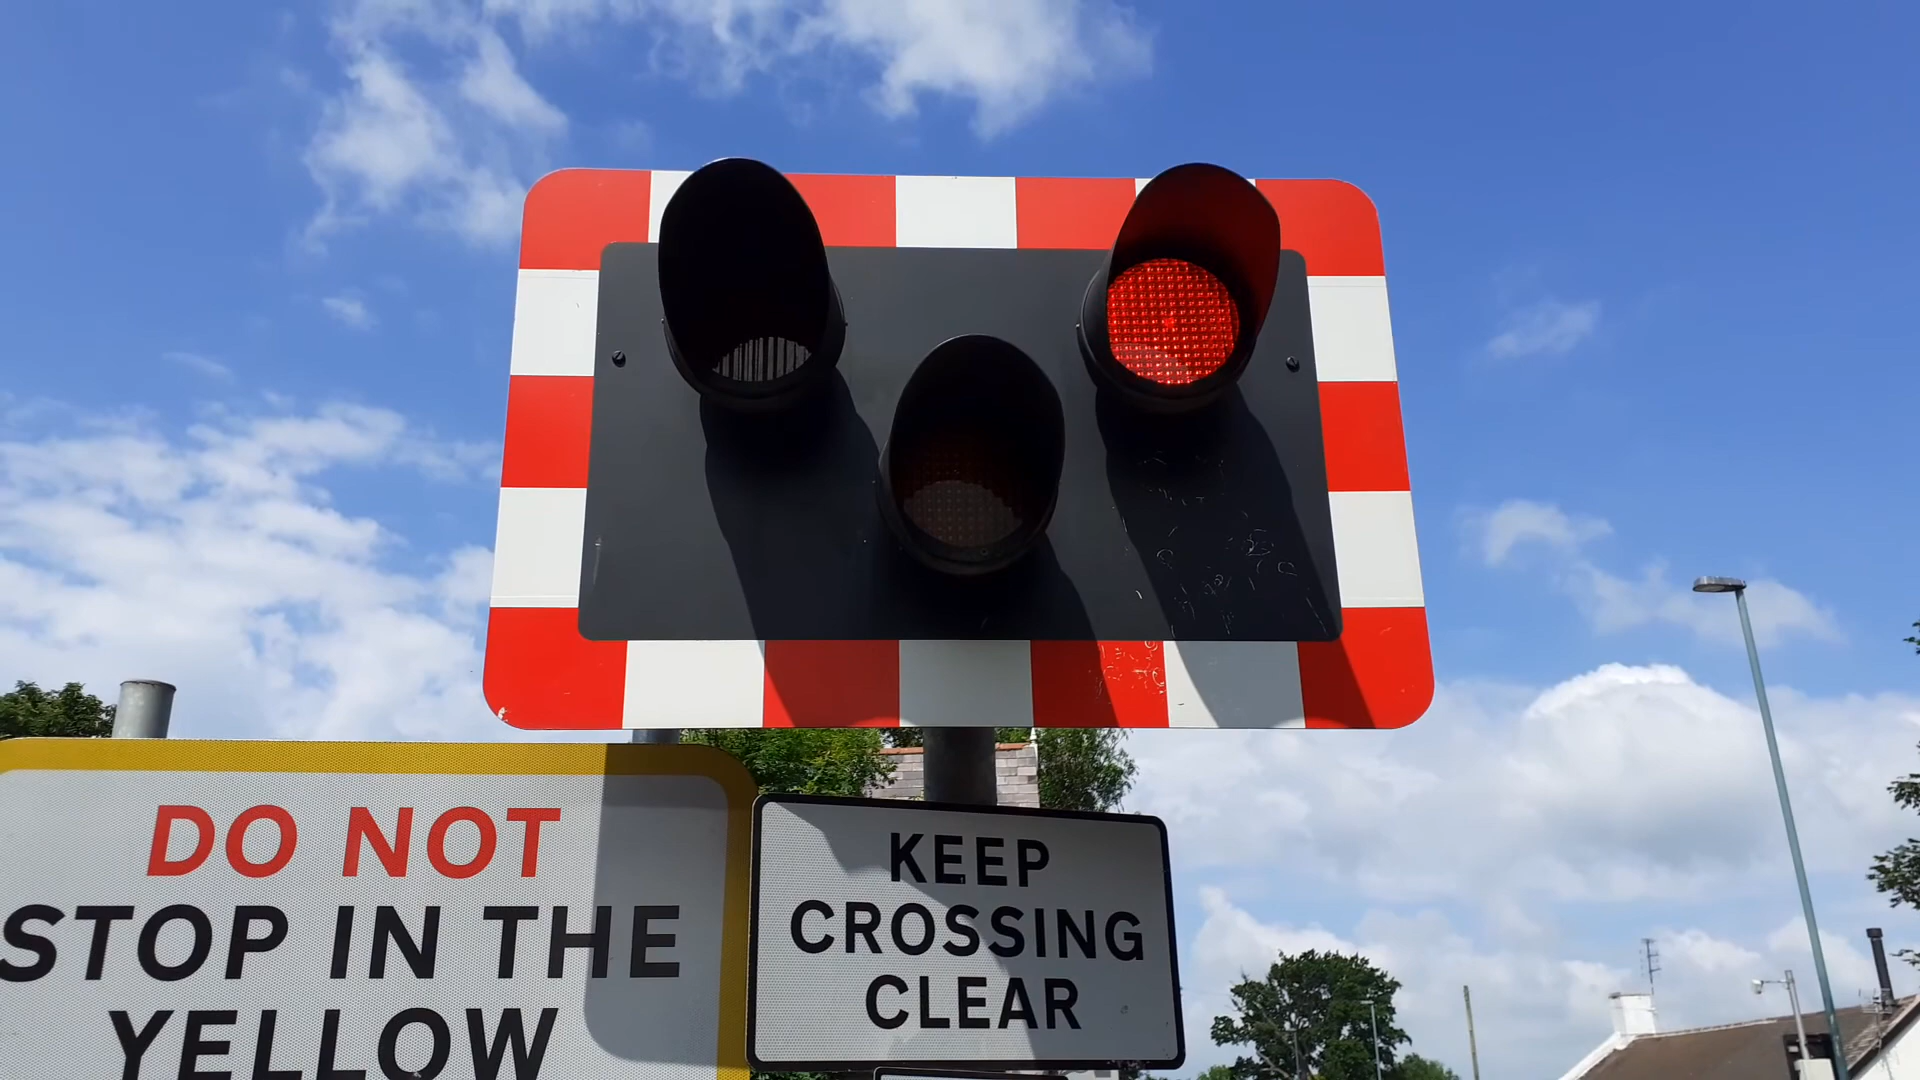 DO NOT
STOP IN THE
YELLOW
KEEP
CROSSING
CLEAR